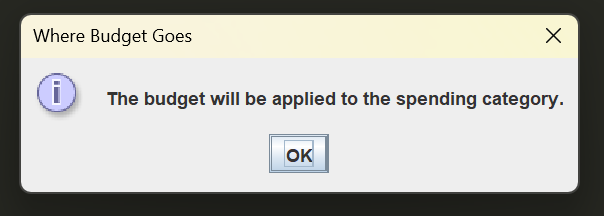 Where Budget Goes
The budget will be applied to the spending category.
OK